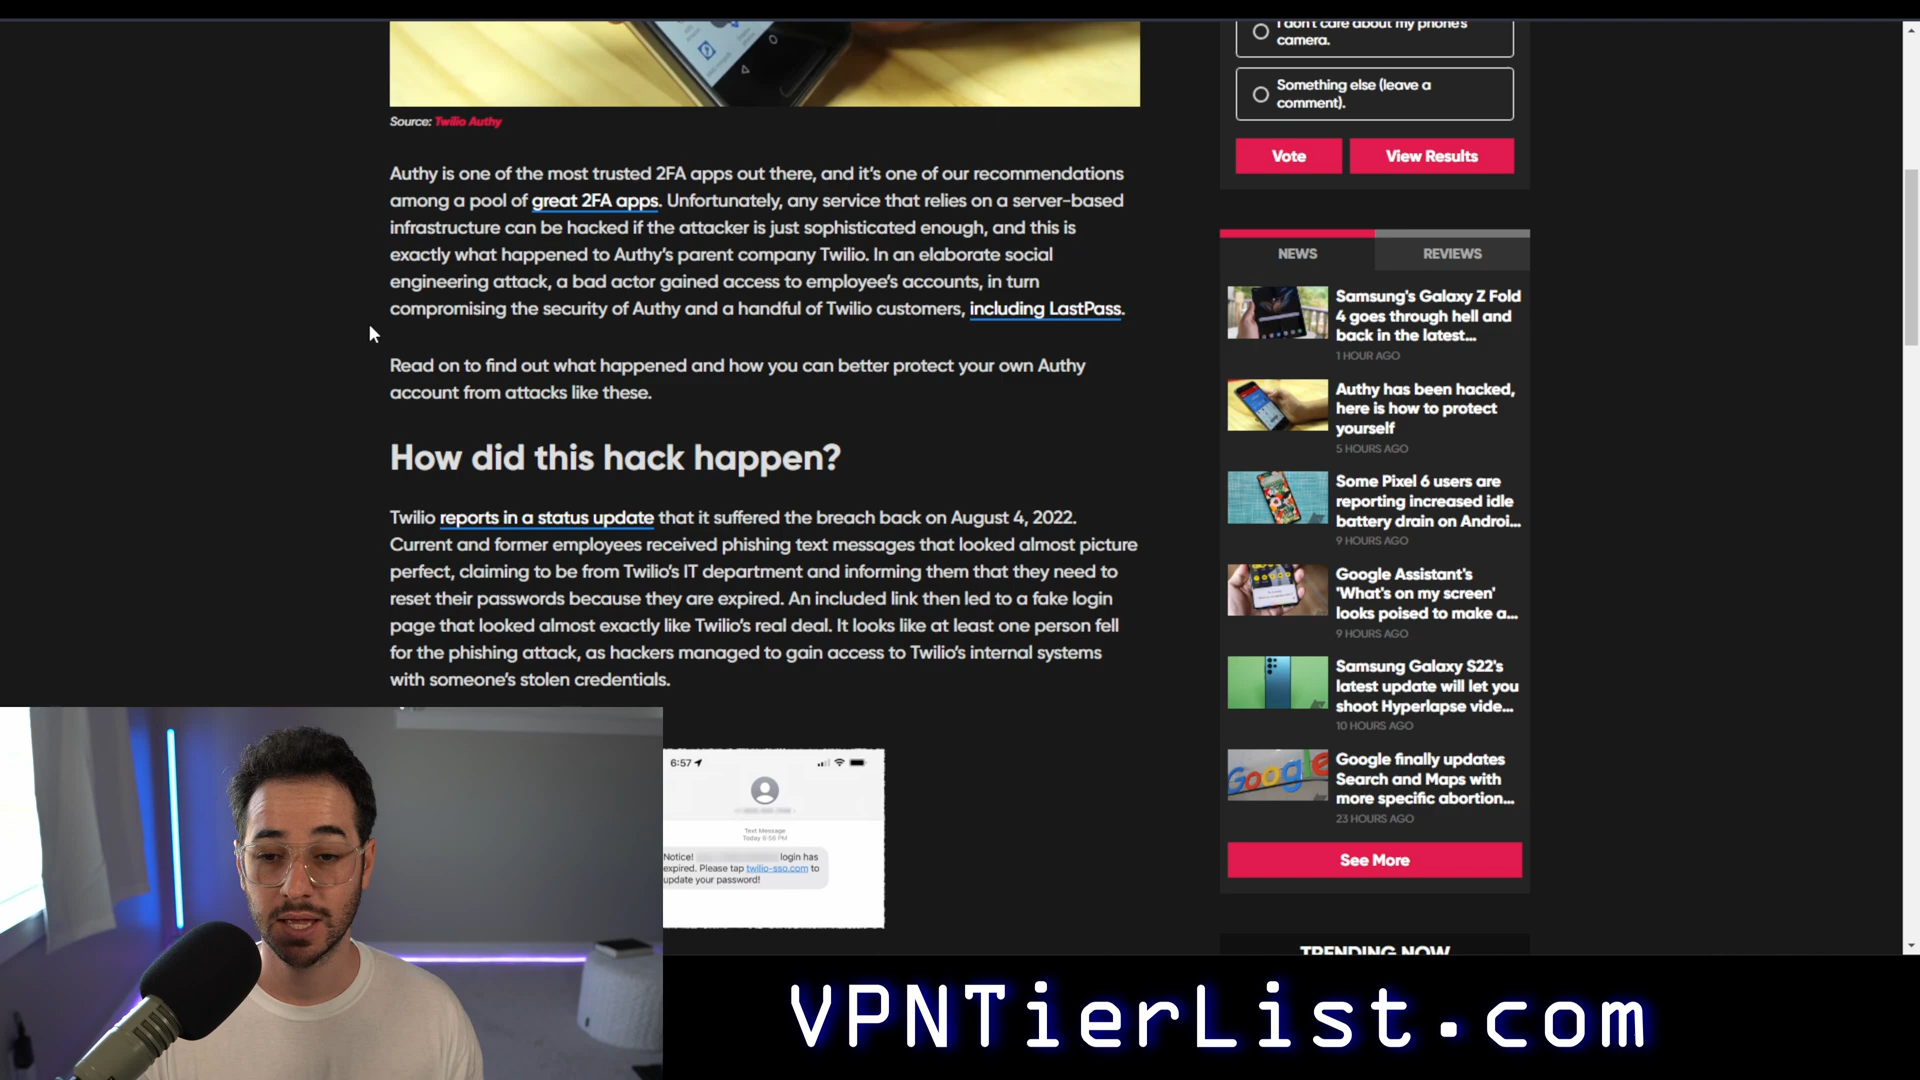 Source: Twilio Authy
Authy is one of the most trusted 2FA apps out there, and it's one of our recommendations
among a pool of great 2FA apps. Unfortunately, any service that relies on a server-based
infrastructure can be hacked if the attacker is just sophisticated enough, and this is
exactly what happened to Authy's parent company Twilio. In an elaborate social
engineering attack, a bad actor gained access to employee's accounts, in turn
compromising the security of Authy and a handful of Twilio customers, including LastPass.
Read on to find out what happened and how you can better protect your own Authy
account from attacks like these.
How did this hack happen?
Twilio reports in a status update that it suffered the breach back on August 4, 2022.
Current and former employees received phishing text messages that looked almost picture
perfect, claiming to be from Twilio's IT department and informing them that they need to
reset their passwords because they are expired. An included link then led to a fake login
page that looked almost exactly like Twilio's real deal. It looks like at least one person fell
for the phishing attack, as hackers managed to gain access to Twilio's internal systems
with someone's stolen credentials.
6:57
Text Message
Today 6:56 PM
Notice! login has
expired. Please tap twilio-sso.com to
update your password!
I don't care about my phone's
camera.
Something else (leave a
comment).
Vote
View Results
NEWS
REVIEWS
Samsung's Galaxy Z Fold
4 goes through hell and
back in the latest...
1 HOUR AGO
Authy has been hacked,
here is how to protect
yourself
5 HOURS AGO
Some Pixel 6 users are
reporting increased idle
battery drain on Androi...
9 HOURS AGO
Google Assistant's
'What's on my screen'
looks poised to make a...
9 HOURS AGO
Samsung Galaxy S22's
latest update will let you
shoot Hyperlapse vide...
10 HOURS AGO
Google
Google finally updates
Search and Maps with
more specific abortion...
23 HOURS AGO
See More
TRENDING NOW
VPNTierList.com